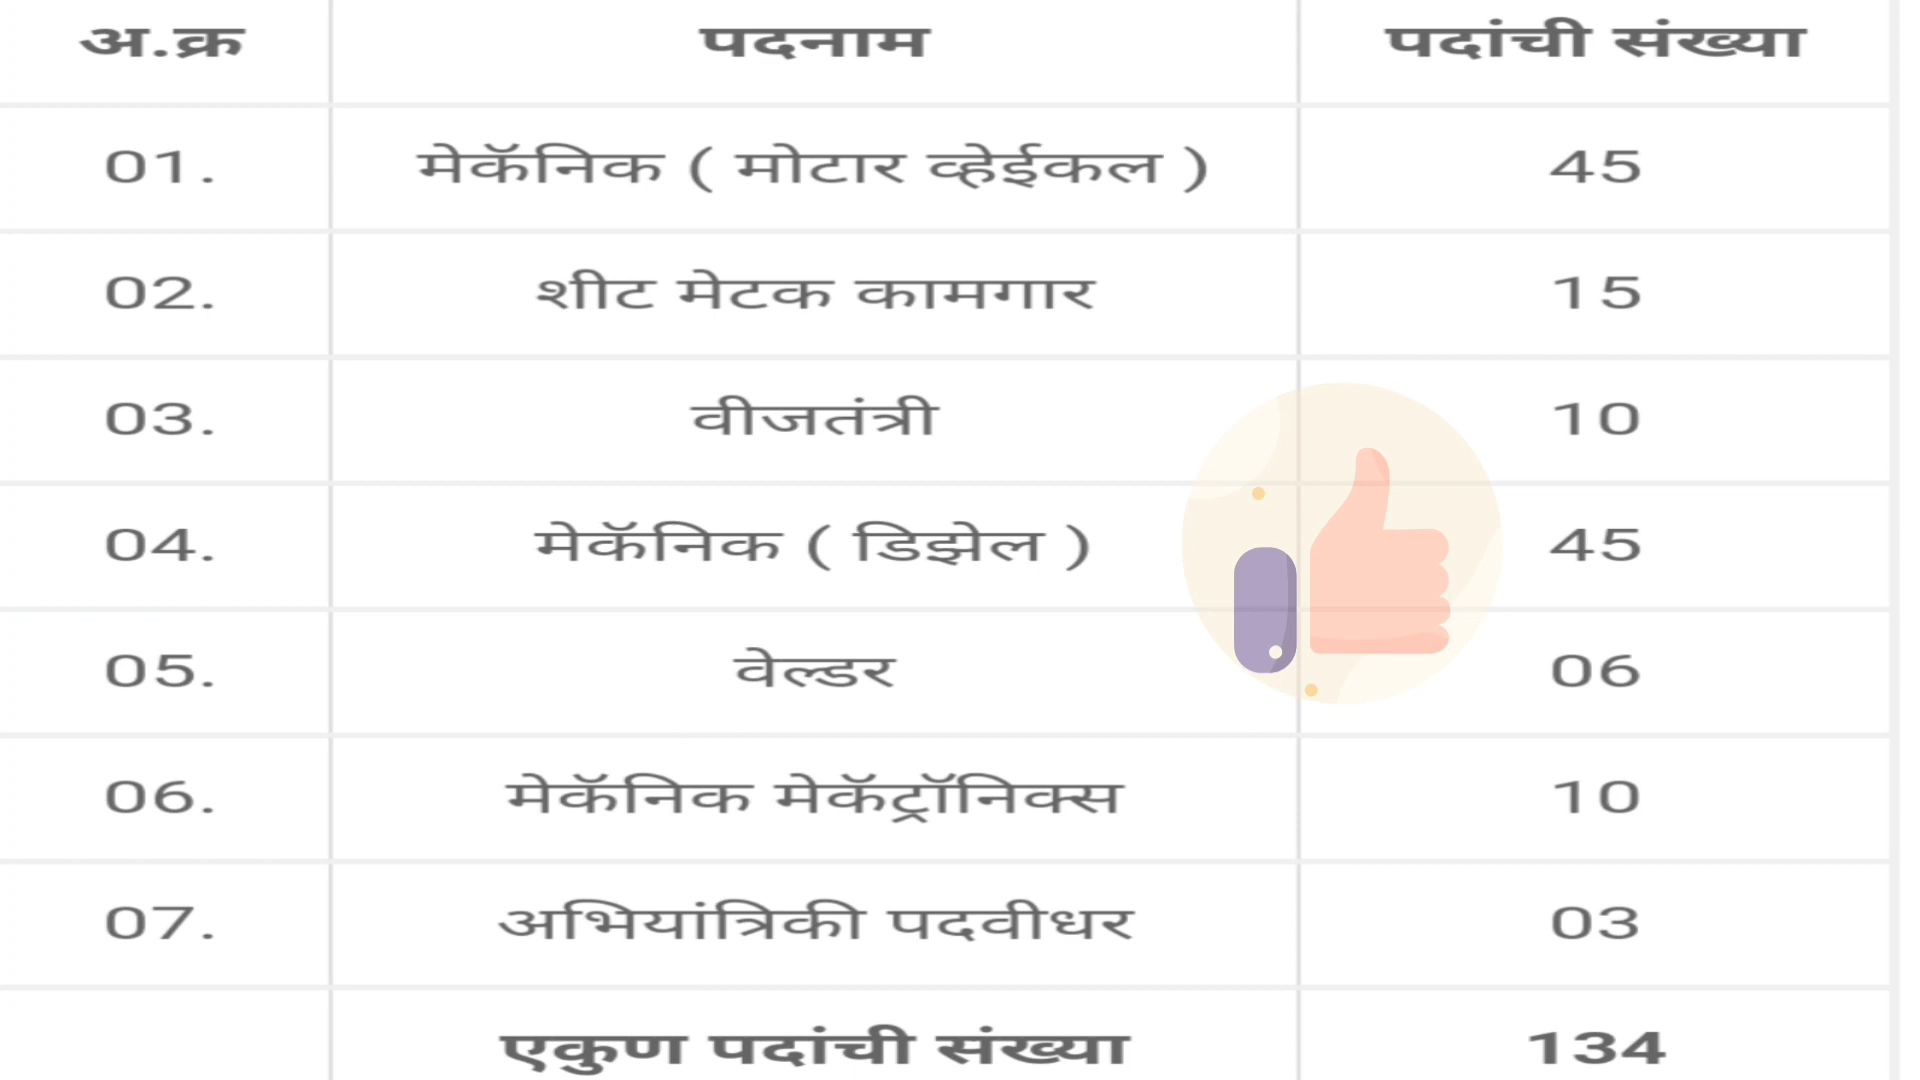 अ.क्र पदनाम पदांची संख्या
01. मेकॅनिक ( मोटार व्हेईकल ) 45
02. शीट मेटक कामगार 15
03. वीजतंत्री 10
04. मेकॅनिक ( डिझेल ) 45
05. वेल्डर 06
06. मेकॅनिक मेकॅट्रॉनिक्स 10
07. अभियांत्रिकी पदवीधर 03
एकुण पदांची संख्या 134